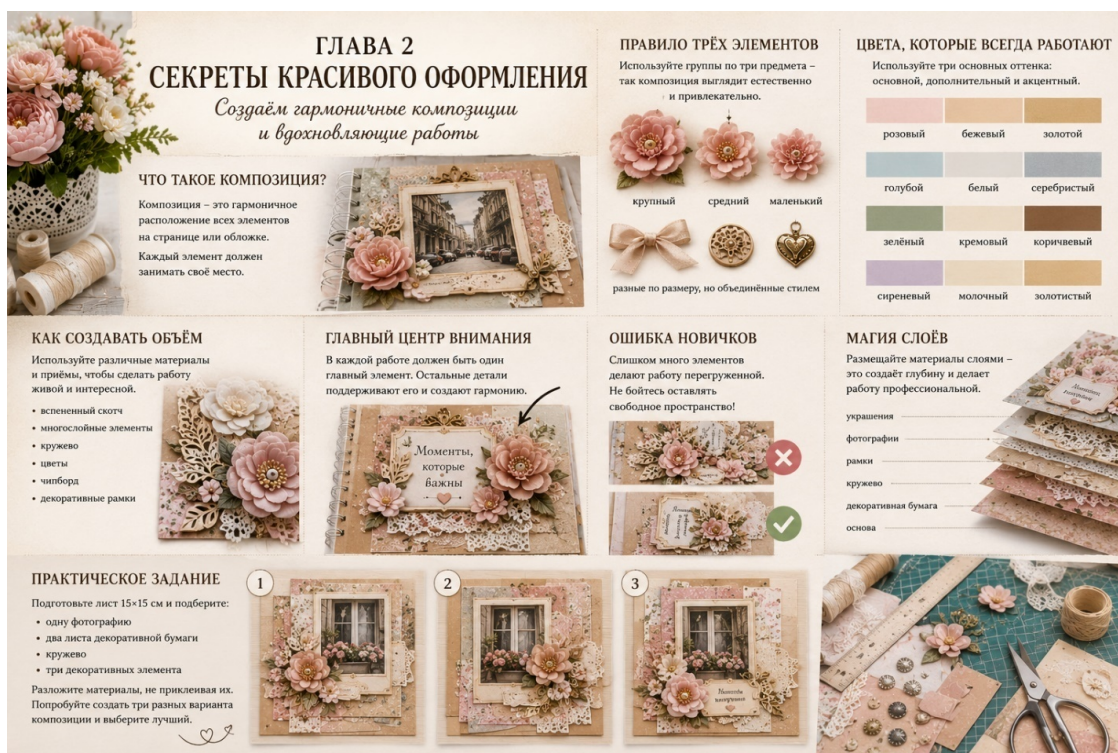 ГЛАВА 2
СЕКРЕТЫ КРАСИВОГО ОФОРМЛЕНИЯ
Создаём гармоничные композиции
и вдохновляющие работы
ЧТО ТАКОЕ КОМПОЗИЦИЯ?
Композиция – это гармоничное
расположение всех элементов
на странице или обложке.
Каждый элемент должен
занимать своё место.
ПРАВИЛО ТРЁХ ЭЛЕМЕНТОВ
Используйте группы по три предмета –
так композиция выглядит естественно
и привлекательно.
крупный
средний
маленький
разные по размеру, но объединённые стилем
ЦВЕТА, КОТОРЫЕ ВСЕГДА РАБОТАЮТ
Используйте три основных оттенка:
основной, дополнительный и акцентный.
розовый
бежевый
золотой
голубой
белый
серебристый
зелёный
кремовый
коричвевый
сиреневый
молочный
золотистый
КАК СОЗДАВАТЬ ОБЪЁМ
Используйте различные материалы
и приёмы, чтобы сделать работу
живой и интересной.
• вспененный скотч
• многослойные элементы
• кружево
• цветы
• чипборд
• декоративные рамки
ГЛАВНЫЙ ЦЕНТР ВНИМАНИЯ
В каждой работе должен быть один
главный элемент. Остальные детали
поддерживают его и создают гармонию.
Моменты,
которые
важны
ОШИБКА НОВИЧКОВ
Слишком много элементов
делают работу перегруженной.
Не бойтесь оставлять
свободное пространство!
МАГИЯ СЛОЁВ
Размещайте материалы слоями –
это создаёт глубину и делает
работу профессиональной.
украшения
фотографии
рамки
кружево
декоративная бумага
основа
ПРАКТИЧЕСКОЕ ЗАДАНИЕ
Подготовьте лист 15×15 см и подберите:
• одну фотографию
• два листа декоративной бумаги
• кружево
• три декоративных элемента
Разложите материалы, не приклеивая их.
Попробуйте создать три разных варианта
композиции и выберите лучший.
1
2
3